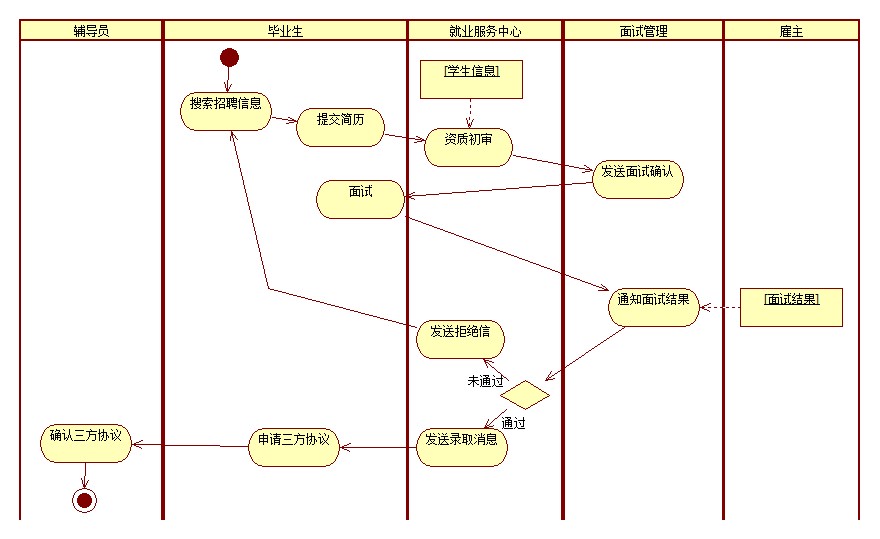 辅导员
毕业生
就业服务中心
面试管理
雇主
[学生信息]
搜索招聘信息
提交简历
资质初审
发送面试确认
面试
通知面试结果
[面试结果]
发送拒绝信
未通过
通过
确认三方协议
申请三方协议
发送录取消息